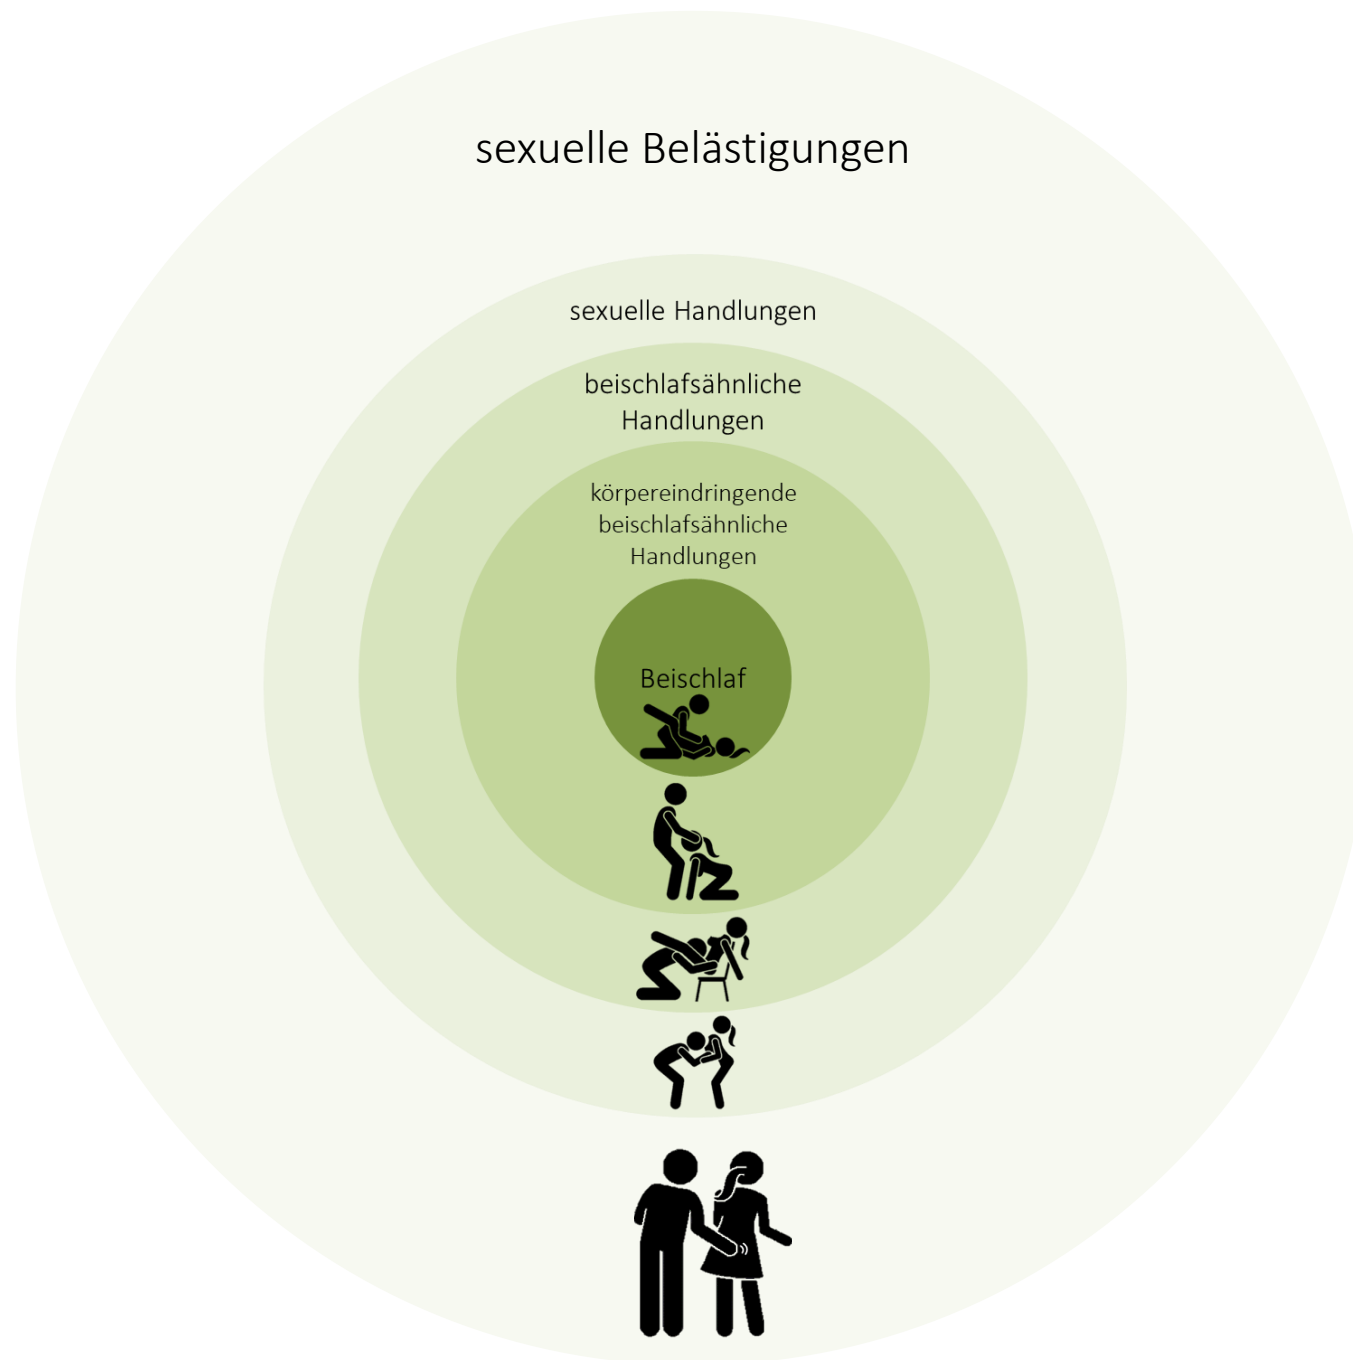 sexuelle Belästigungen
sexuelle Handlungen
beischlafsähnliche
Handlungen
körpereindringende
beischlafsähnliche
Handlungen
Beischlaf